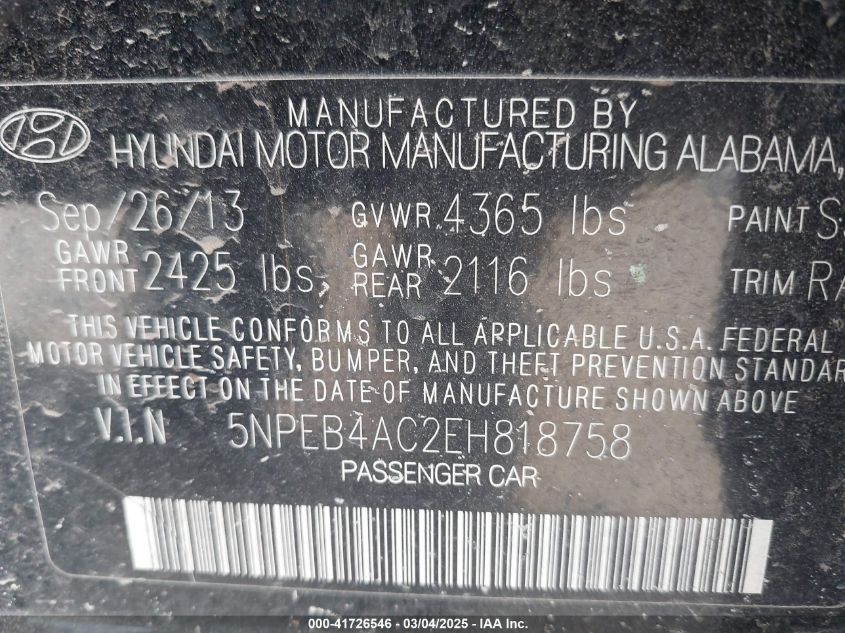 MANUFACTURED BY
HYUNDAI MOTOR MANUFACTURING ALABAMA,
Sep/26/13 GVWR 4365 lbs PAINT
GAWR FRONT 2425 lbs, GAWR REAR 2116 lbs TRIM
THIS VEHICLE CONFORMS TO ALL APPLICABLE U.S.A. FEDERAL
MOTOR VEHICLE SAFETY, BUMPER, AND THEFT PREVENTION STANDAR
IN EFFECT ON THE DATE OF MANUFACTURE SHOWN ABOVE
V.I.N 5NPEB4AC2EH818758
PASSENGER CAR
000-41726546 - 03/04/2025 - IAA Inc.